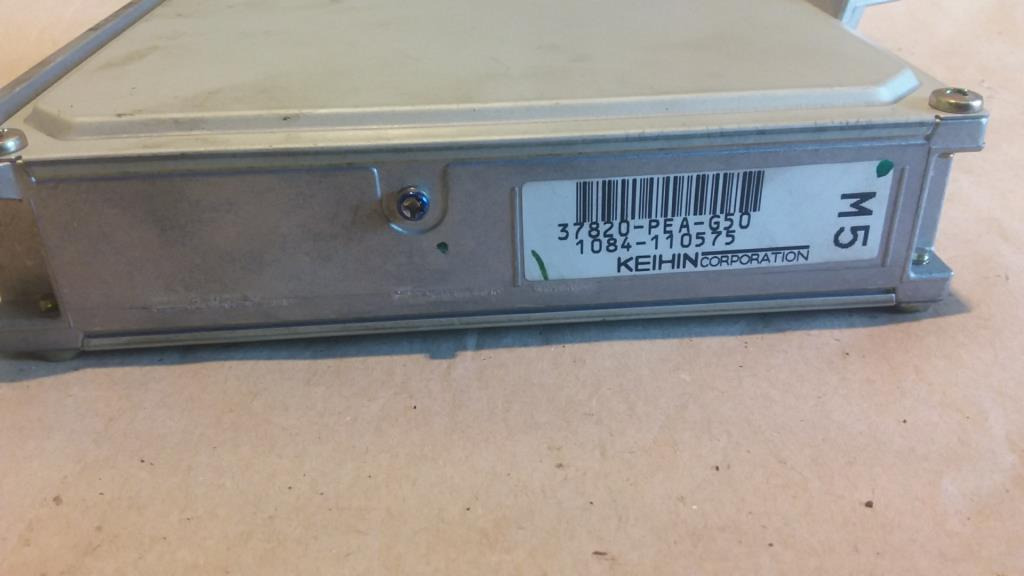 37820-PEA-G50
1084-110575
KEIHIN CORPORATION
M5